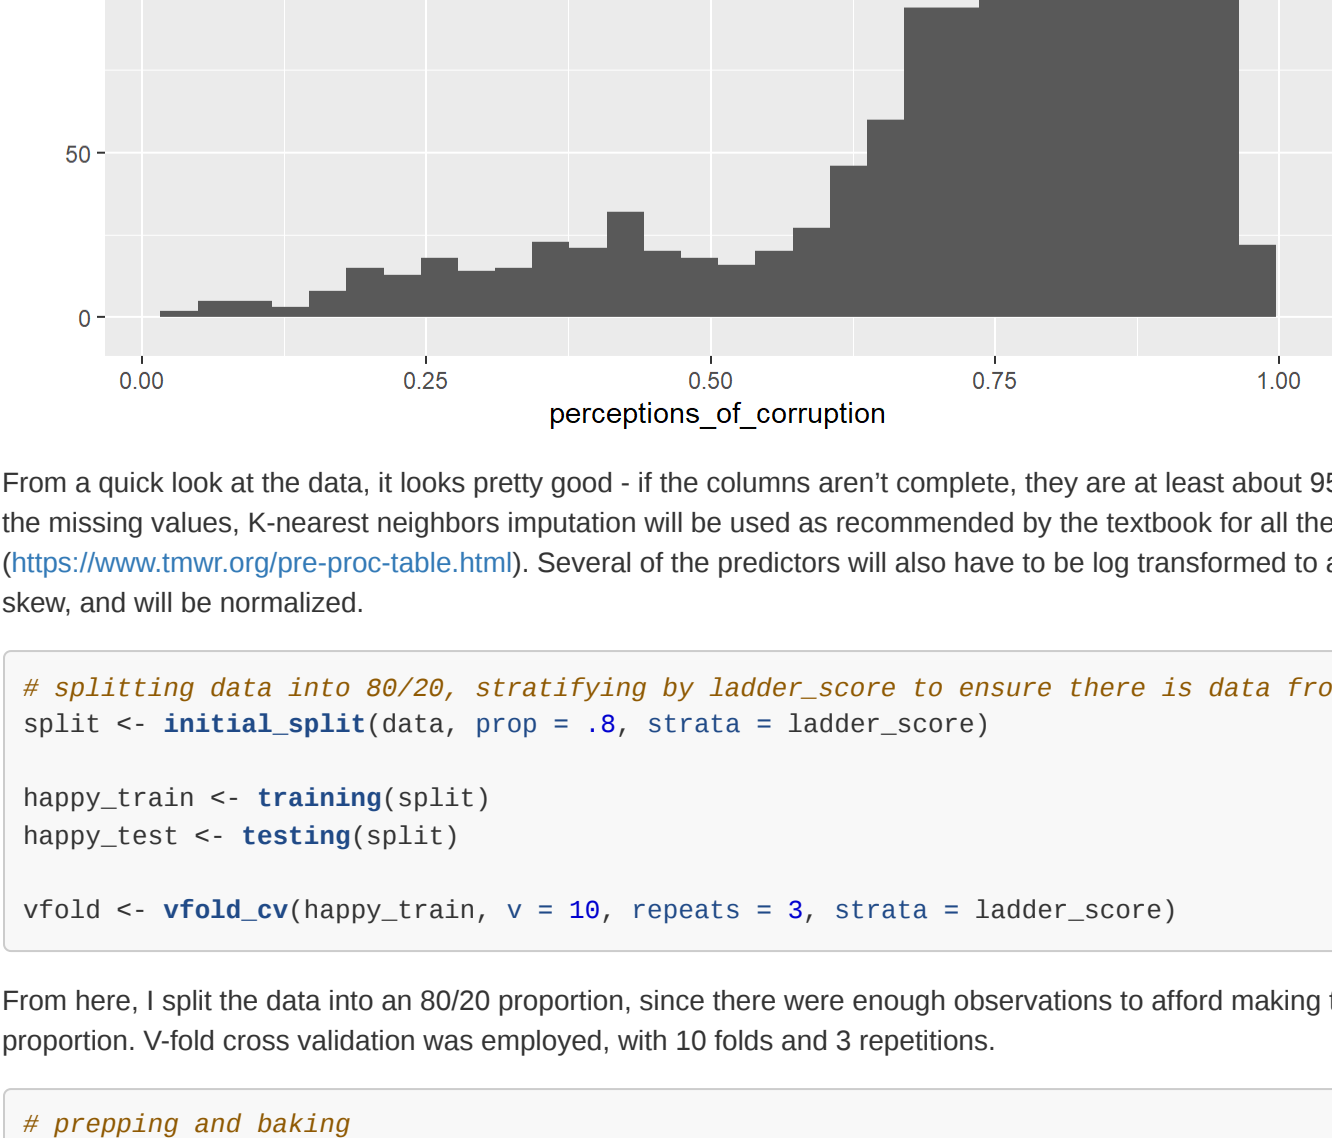 50
0
0.00 0.25 0.50 0.75 1.00
perceptions_of_corruption
From a quick look at the data, it looks pretty good - if the columns aren’t complete, they are at least about 95
the missing values, K-nearest neighbors imputation will be used as recommended by the textbook for all the
(https://www.tmwr.org/pre-proc-table.html). Several of the predictors will also have to be log transformed to a
skew, and will be normalized.
# splitting data into 80/20, stratifying by ladder_score to ensure there is data fro
split <- initial_split(data, prop = .8, strata = ladder_score)
happy_train <- training(split)
happy_test <- testing(split)
vfold <- vfold_cv(happy_train, v = 10, repeats = 3, strata = ladder_score)
From here, I split the data into an 80/20 proportion, since there were enough observations to afford making
proportion. V-fold cross validation was employed, with 10 folds and 3 repetitions.
# prepping and baking